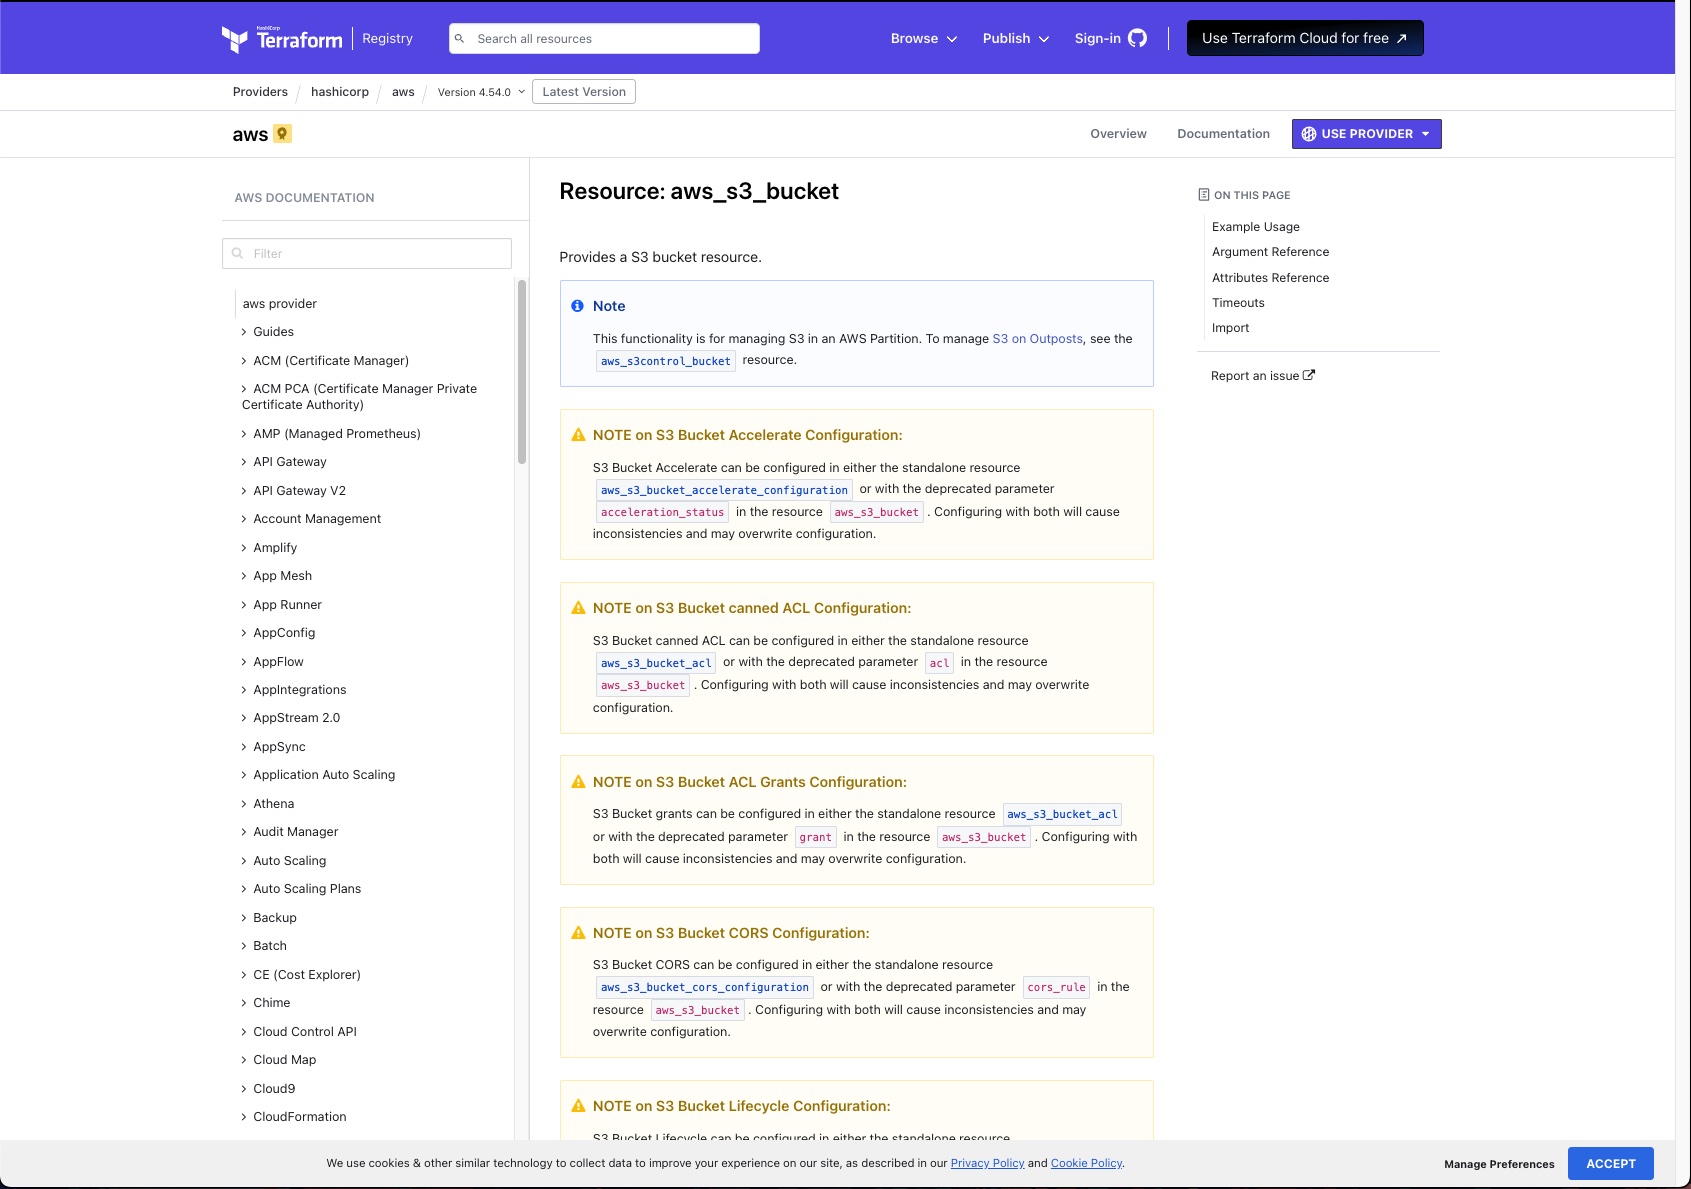 HashiCorp
Terraform
Registry
Search all resources
Browse
Publish
Sign-in
Use Terraform Cloud for free
Providers
hashicorp
aws
Version 4.54.0
Latest Version
aws
Overview
Documentation
USE PROVIDER
AWS DOCUMENTATION
Filter
aws provider
Guides
ACM (Certificate Manager)
ACM PCA (Certificate Manager Private
Certificate Authority)
AMP (Managed Prometheus)
API Gateway
API Gateway V2
Account Management
Amplify
App Mesh
App Runner
AppConfig
AppFlow
AppIntegrations
AppStream 2.0
AppSync
Application Auto Scaling
Athena
Audit Manager
Auto Scaling
Auto Scaling Plans
Backup
Batch
CE (Cost Explorer)
Chime
Cloud Control API
Cloud Map
Cloud9
CloudFormation
Resource: aws_s3_bucket
Provides a S3 bucket resource.
Note
This functionality is for managing S3 in an AWS Partition. To manage S3 on Outposts, see the
aws_s3control_bucket resource.
NOTE on S3 Bucket Accelerate Configuration:
S3 Bucket Accelerate can be configured in either the standalone resource
aws_s3_bucket_accelerate_configuration or with the deprecated parameter
acceleration_status in the resource aws_s3_bucket . Configuring with both will cause
inconsistencies and may overwrite configuration.
NOTE on S3 Bucket canned ACL Configuration:
S3 Bucket canned ACL can be configured in either the standalone resource
aws_s3_bucket_acl or with the deprecated parameter acl in the resource
aws_s3_bucket . Configuring with both will cause inconsistencies and may overwrite
configuration.
NOTE on S3 Bucket ACL Grants Configuration:
S3 Bucket grants can be configured in either the standalone resource aws_s3_bucket_acl
or with the deprecated parameter grant in the resource aws_s3_bucket . Configuring with
both will cause inconsistencies and may overwrite configuration.
NOTE on S3 Bucket CORS Configuration:
S3 Bucket CORS can be configured in either the standalone resource
aws_s3_bucket_cors_configuration or with the deprecated parameter cors_rule in the
resource aws_s3_bucket . Configuring with both will cause inconsistencies and may
overwrite configuration.
NOTE on S3 Bucket Lifecycle Configuration:
S3 Bucket Lifecycle can be configured in either the standalone resource
ON THIS PAGE
Example Usage
Argument Reference
Attributes Reference
Timeouts
Import
Report an issue
We use cookies & other similar technology to collect data to improve your experience on our site, as described in our Privacy Policy and Cookie Policy.
Manage Preferences
ACCEPT